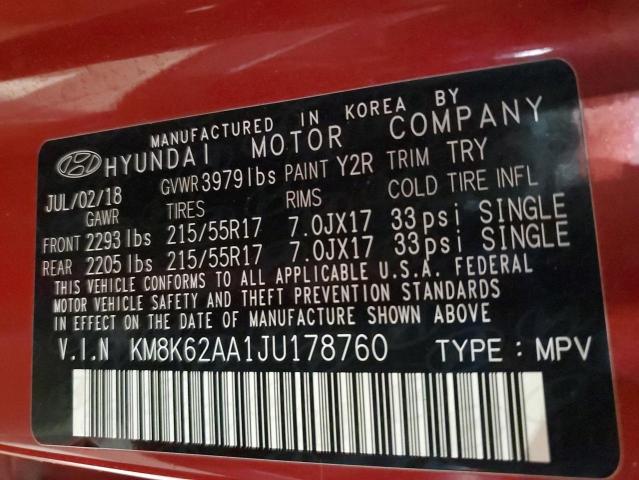 MANUFACTURED IN KOREA BY
HYUNDAI MOTOR COMPANY
JUL/02/18 GVWR 3979 lbs PAINT Y2R TRIM TRY
GAWR TIRES RIMS COLD TIRE INFL
FRONT 2293 lbs 215/55R17 7.0JX17 33 psi SINGLE
REAR 2205 lbs 215/55R17 7.0JX17 33 psi SINGLE
THIS VEHICLE CONFORMS TO ALL APPLICABLE U.S.A. FEDERAL
MOTOR VEHICLE SAFETY AND THEFT PREVENTION STANDARDS
IN EFFECT ON THE DATE OF MANUFACTURE SHOWN ABOVE
V.I.N KM8K62AA1JU178760 TYPE : MPV